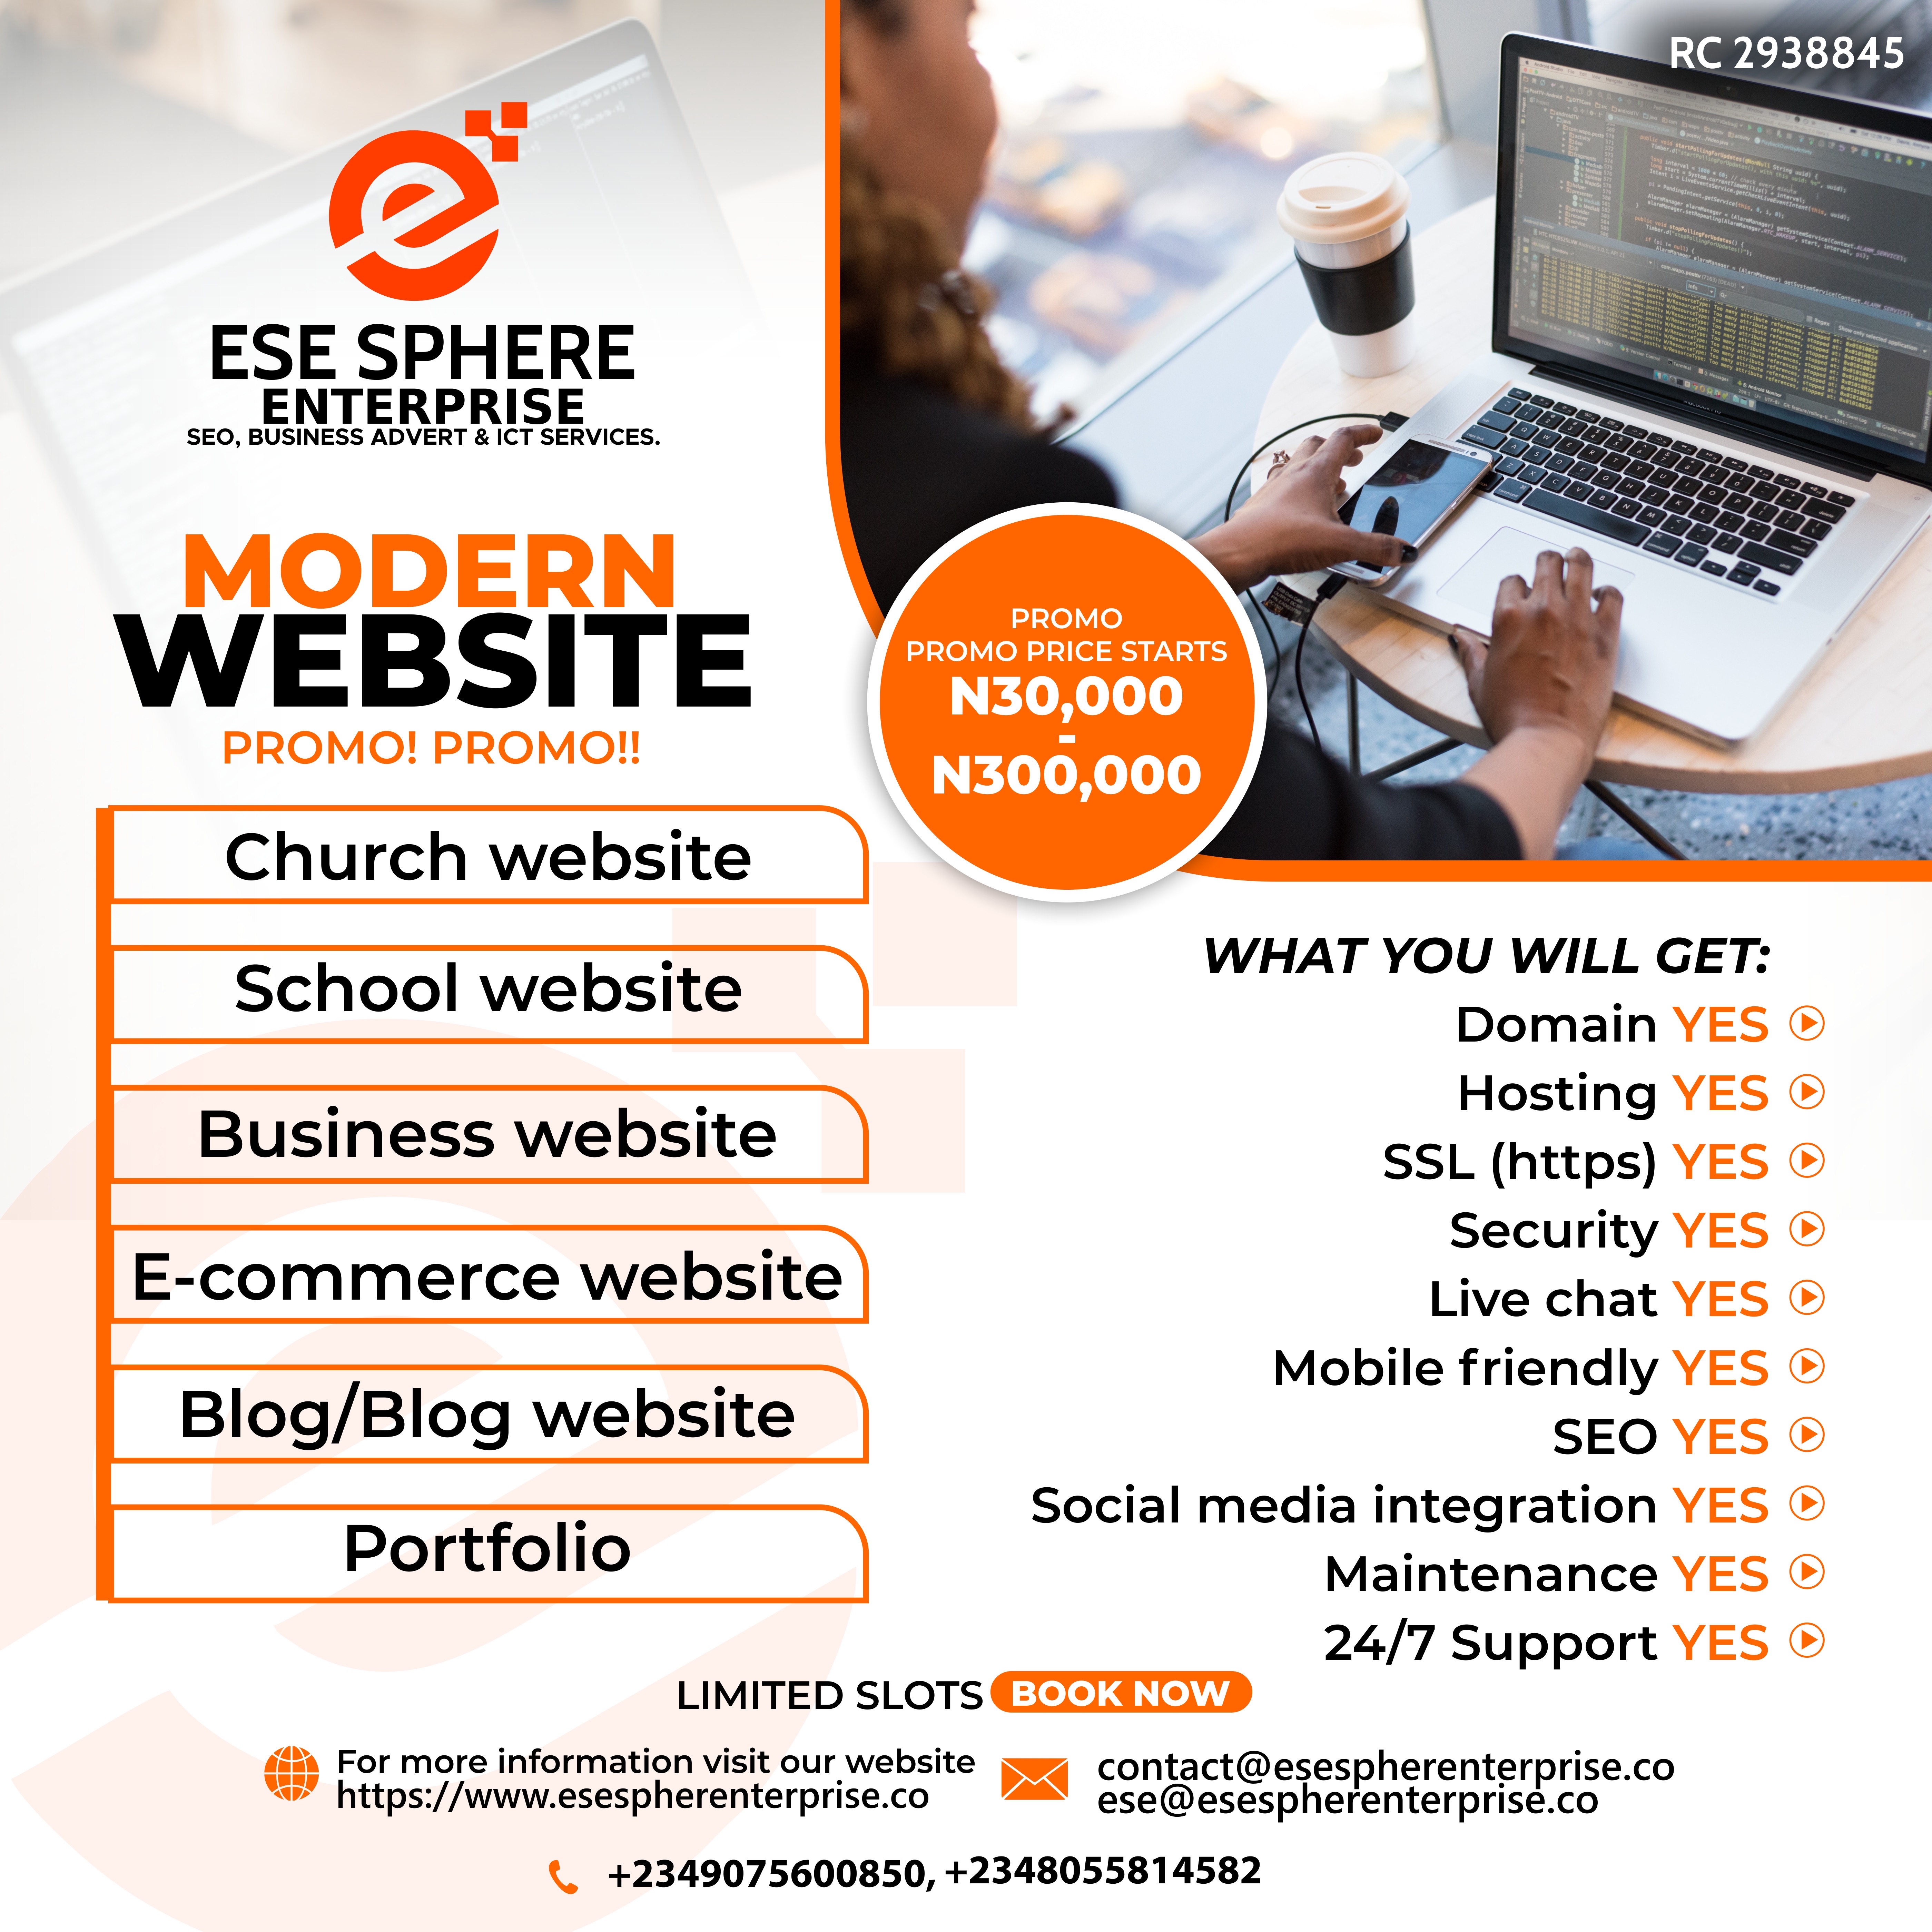 RC 2938845
ESE SPHERE
ENTERPRISE
SEO, BUSINESS ADVERT & ICT SERVICES.
MODERN
WEBSITE
PROMO! PROMO!!
PROMO
PROMO PRICE STARTS
N30,000
-
N300,000
Church website
School website
Business website
E-commerce website
Blog/Blog website
Portfolio
WHAT YOU WILL GET:
Domain YES
Hosting YES
SSL (https) YES
Security YES
Live chat YES
Mobile friendly YES
SEO YES
Social media integration YES
Maintenance YES
24/7 Support YES
LIMITED SLOTS BOOK NOW
For more information visit our website
https://www.esespherenterprise.co
contact@esespherenterprise.co
ese@esespherenterprise.co
+2349075600850, +2348055814582